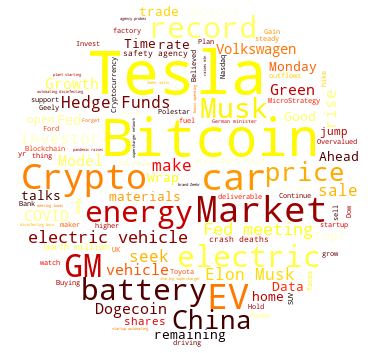 trade
record
Tesla
factory
Invest
Plan
Gain
steady
Time
rate
safety agency
Believed
Nasdaq
hike
Volkswagen
Monday
outflows
Growth
Hedge Funds
Cryptocurrency
Musk
rise
Green
MicroStrategy
support
Geely
open
Fed
Polestar
Good
Ford
fuel
German minister
Bitcoin
Blockchain
jump
Overvalued
yr
thing
Model
make
Ahead
Crypto
car
price
materials
wrap
sale
COVID
talks
Bank
energy
Market
deliverable
Continue
sell
Dow
electric vehicle
maker
higher
UK
Fed meeting
crash deaths
startup
watch
GM
seek
electric
vehicle
Toyota
Elon Musk
Data
grow
Buying
battery
EV
home
SUV
Dogecoin
shares
China
Hold
remaining
driving